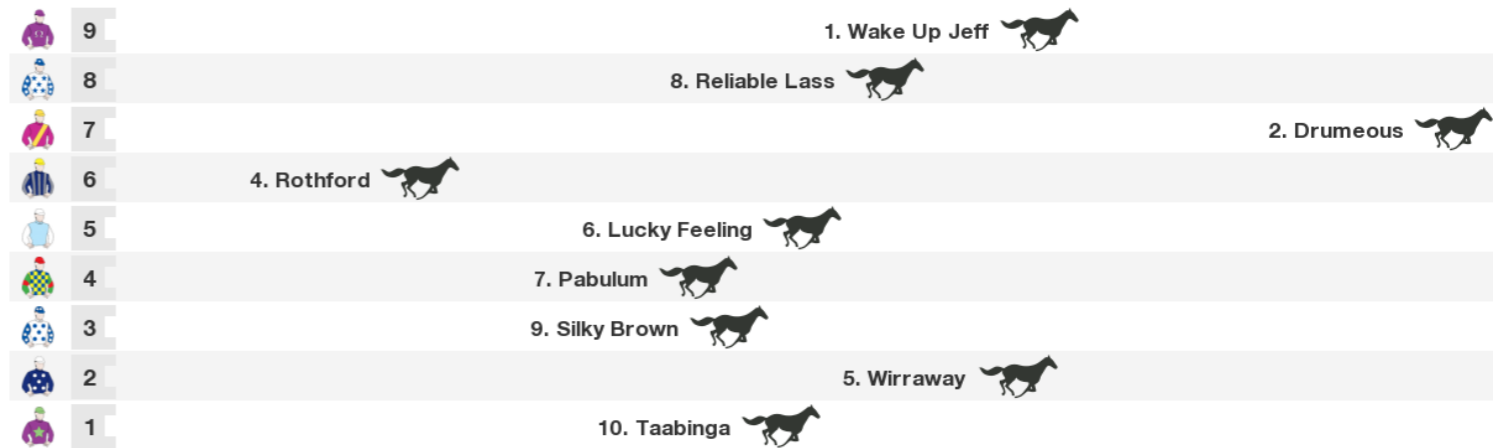 9 1. Wake Up Jeff
8 8. Reliable Lass
7 2. Drumeous
6 4. Rothford
5 6. Lucky Feeling
4 7. Pabulum
3 9. Silky Brown
2 5. Wirraway
1 10. Taabinga